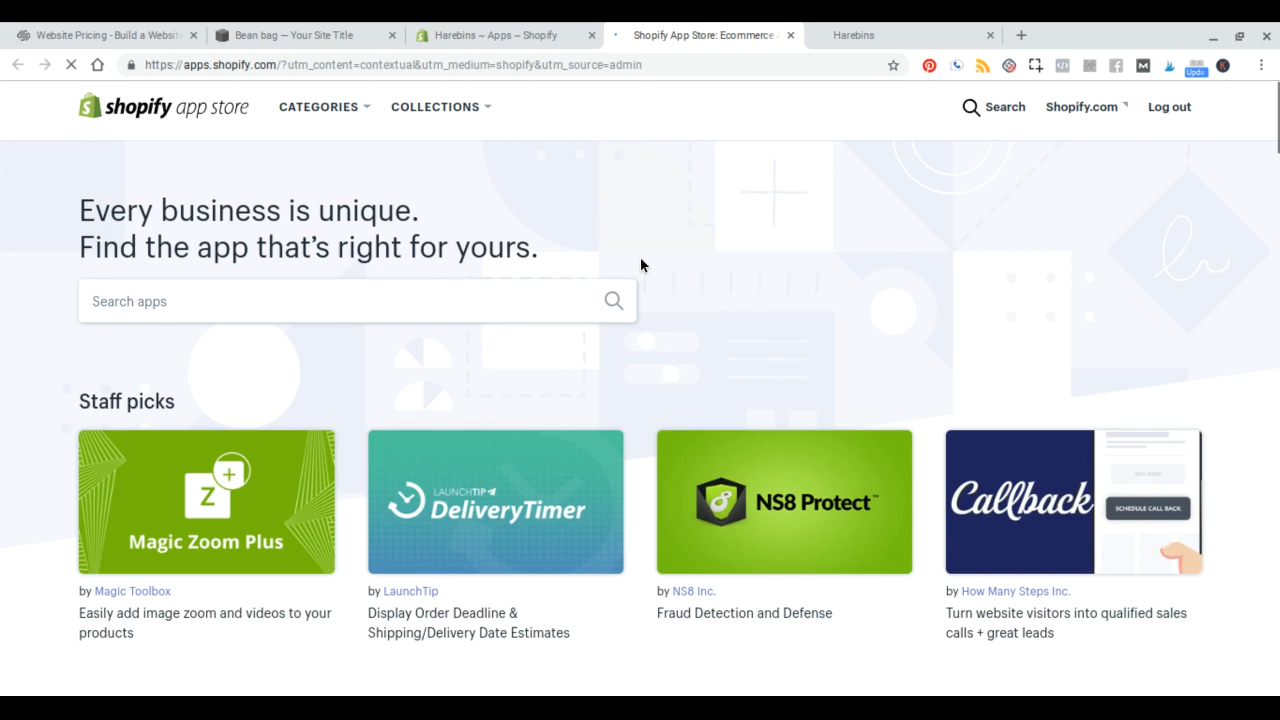 Website Pricing - Build a Website
Bean bag — Your Site Title
Harebins ~ Apps ~ Shopify
Shopify App Store: Ecommerce A
Harebins
https://apps.shopify.com/?utm_content=contextual&utm_medium=shopify&utm_source=admin
Upda
shopify app store
CATEGORIES
COLLECTIONS
Search
Shopify.com
Log out
Every business is unique.
Find the app that's right for yours.
Search apps
Staff picks
Z
Magic Zoom Plus
LAUNCHTIP
DeliveryTimer
NS8 Protect™
Callback
BUY NOW
SCHEDULE CALL BACK
by Magic Toolbox
Easily add image zoom and videos to your
products
by LaunchTip
Display Order Deadline &
Shipping/Delivery Date Estimates
by NS8 Inc.
Fraud Detection and Defense
by How Many Steps Inc.
Turn website visitors into qualified sales
calls + great leads